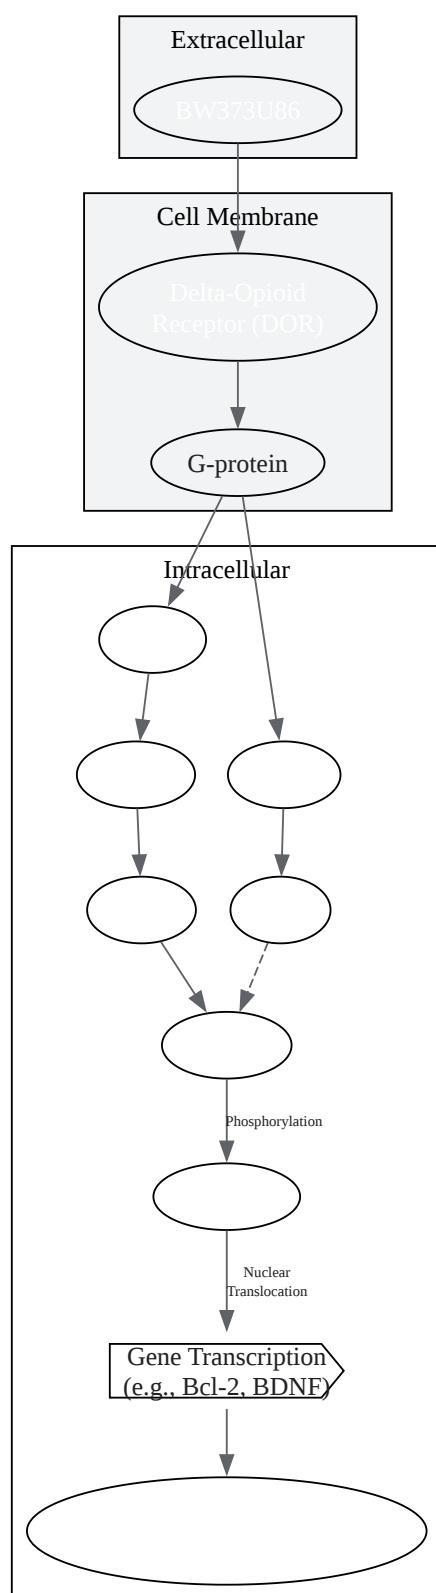 Extracellular
BW373U86
Cell Membrane
Delta-Opioid
Receptor (DOR)
G-protein
Intracellular
Phosphorylation
Nuclear
Translocation
Gene Transcription
(e.g., Bcl-2, BDNF)